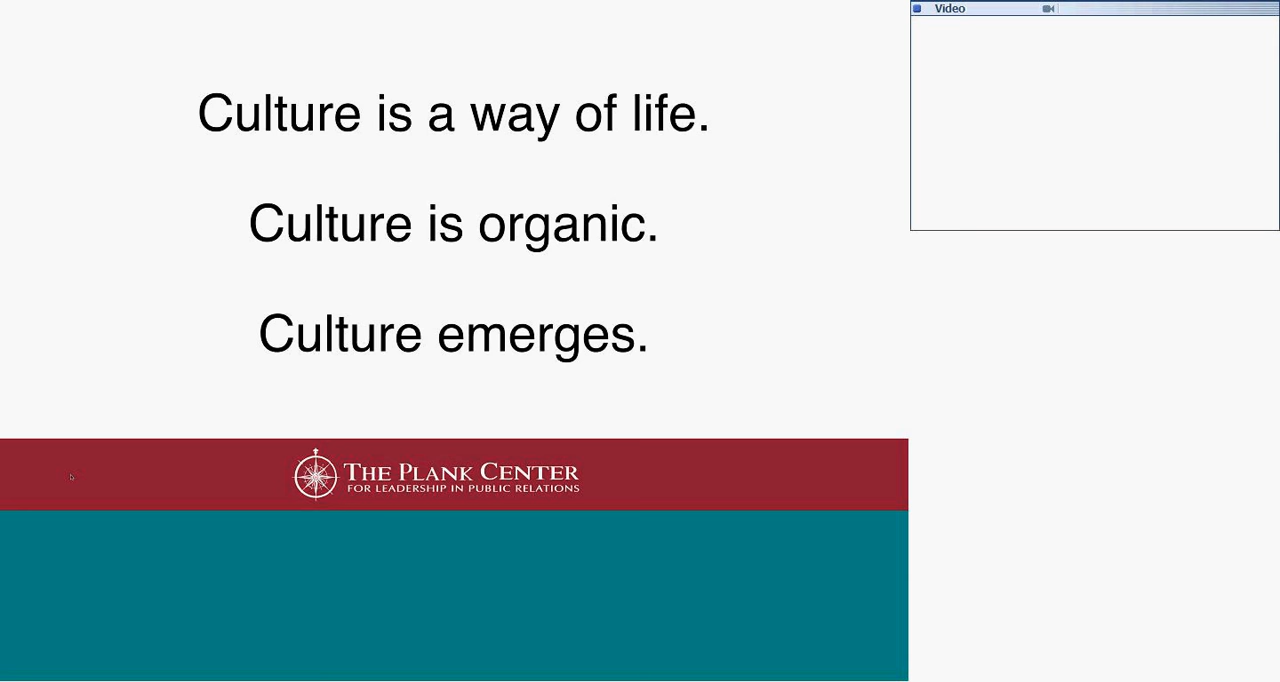 Culture is a way of life.
Culture is organic.
Culture emerges.
THE PLANK CENTER
FOR LEADERSHIP IN PUBLIC RELATIONS
Video